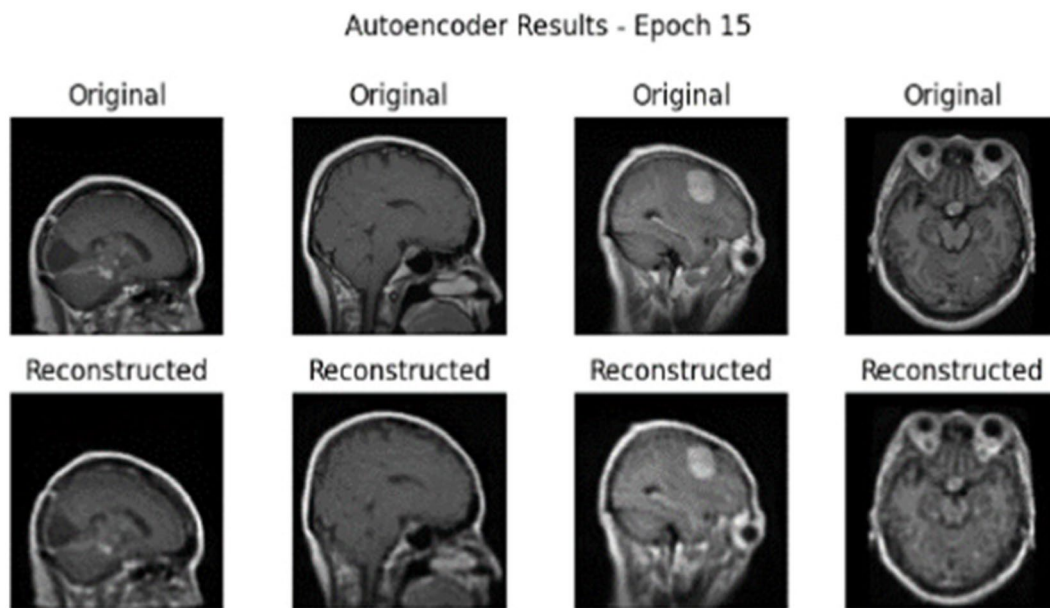 Autoencoder Results - Epoch 15
Original Original Original Original
Reconstructed Reconstructed Reconstructed Reconstructed